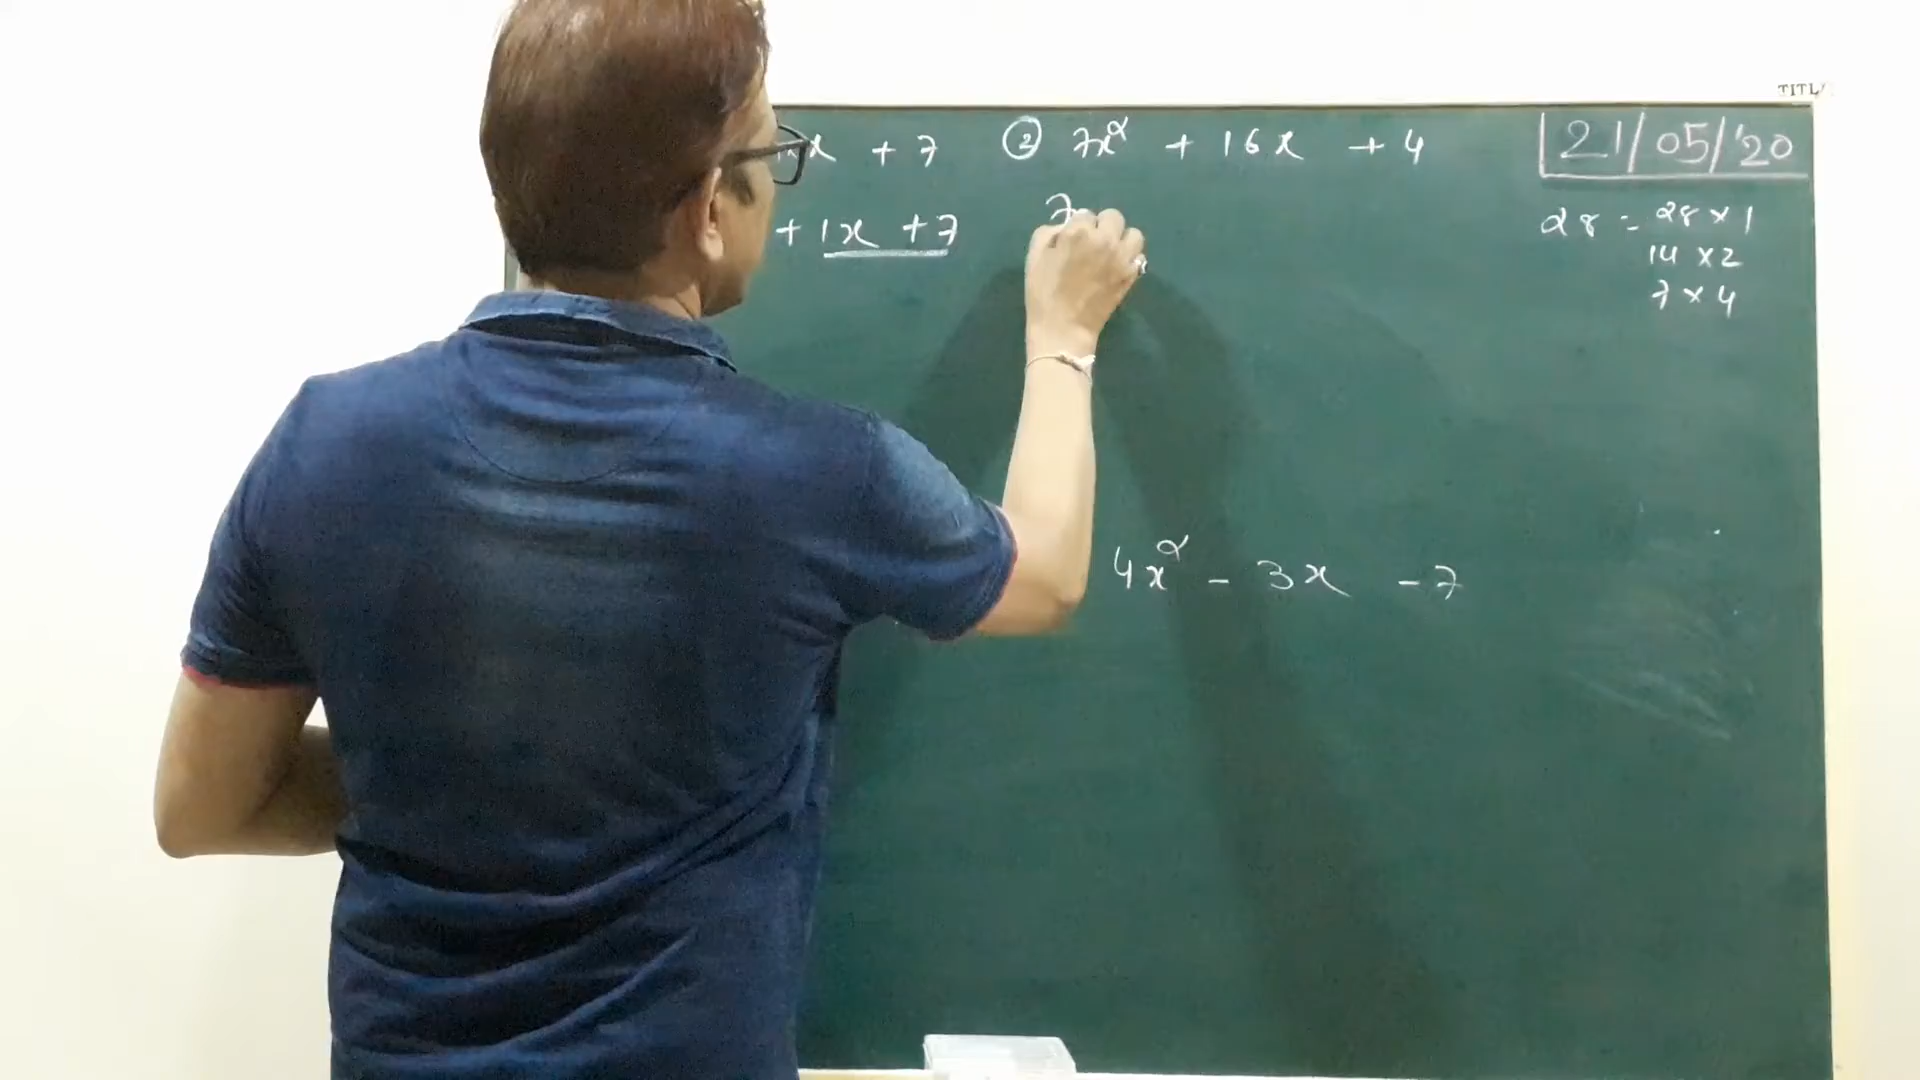 x + 7
② 7x² + 16x + 4
21/05/'20
+ 1x + 7
7x
28 = 28 × 1
14 × 2
7 × 4
4x² - 3x - 7